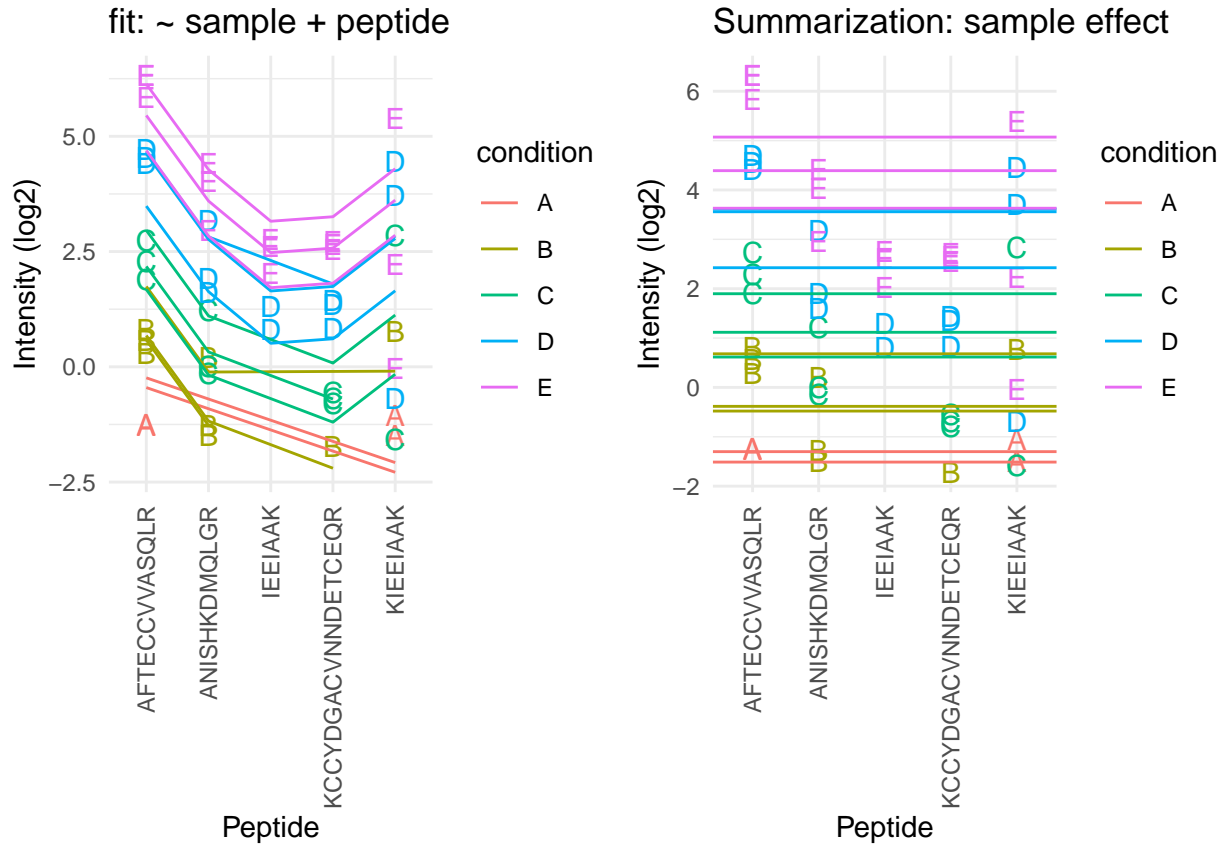 fit: ~ sample + peptide
Intensity (log2)
5.0
2.5
0.0
−2.5
E
E
E
D
D
D
C
C
C
B
B
B
A
E
E
E
D
D
D
C
C
C
B
B
B
E
E
E
D
D
E
E
E
D
D
D
C
C
C
B
E
D
D
C
E
B
E
D
A
A
C
AFTECCVVASQLR
ANISHKDMQLGR
IEEIAAK
KCCYDGACVNNDETCEQR
KIEEIAAK
Peptide
condition
A
B
C
D
E
Summarization: sample effect
Intensity (log2)
6
4
2
0
−2
E
E
E
D
D
D
C
C
C
B
B
B
A
E
E
E
D
D
D
C
C
C
B
B
B
E
E
E
D
D
E
E
E
D
D
D
C
C
C
B
E
D
D
C
E
B
E
D
A
A
C
AFTECCVVASQLR
ANISHKDMQLGR
IEEIAAK
KCCYDGACVNNDETCEQR
KIEEIAAK
Peptide
condition
A
B
C
D
E